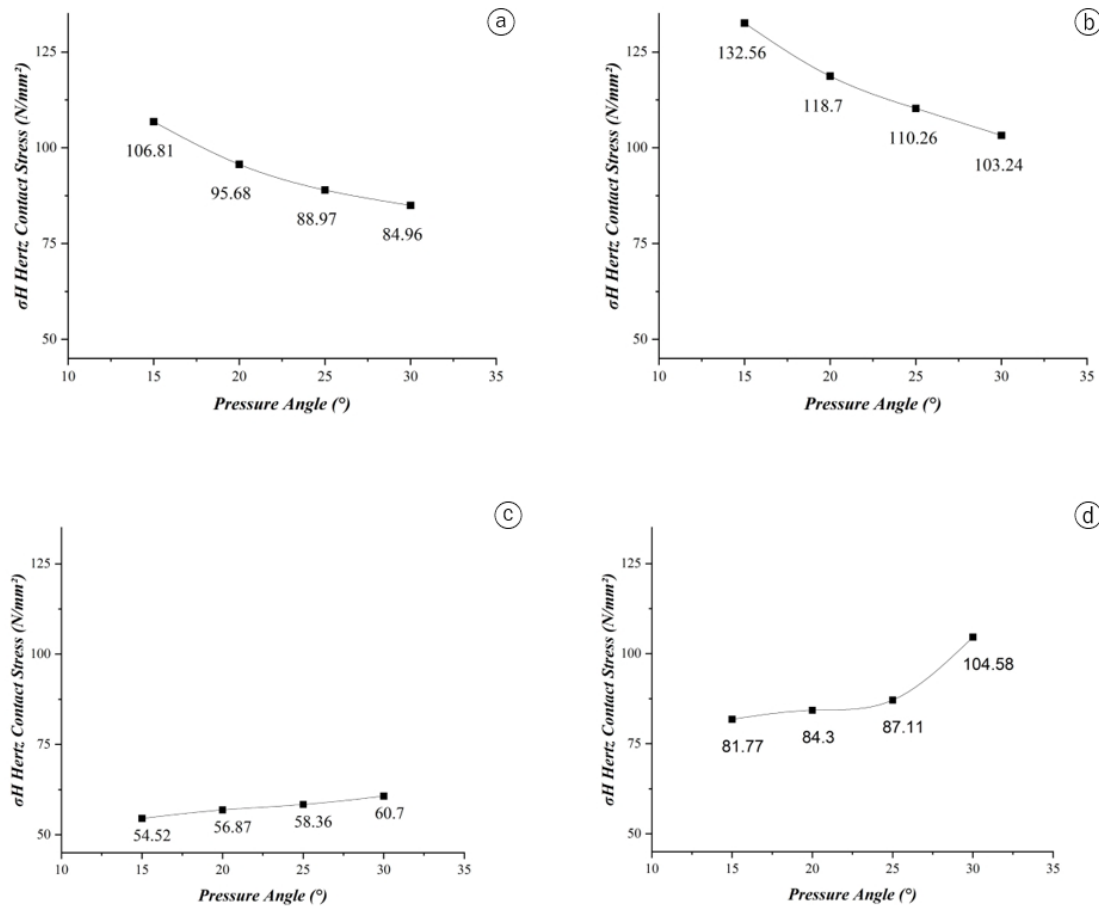 a
σH Hertz Contact Stress (N/mm²)
125
100
75
50
106.81
95.68
88.97
84.96
10 15 20 25 30 35
Pressure Angle (°)
b
σH Hertz Contact Stress (N/mm²)
125
100
75
50
132.56
118.7
110.26
103.24
10 15 20 25 30 35
Pressure Angle (°)
c
σH Hertz Contact Stress (N/mm²)
125
100
75
50
54.52
56.87
58.36
60.7
10 15 20 25 30 35
Pressure Angle (°)
d
σH Hertz Contact Stress (N/mm²)
125
100
75
50
81.77
84.3
87.11
104.58
10 15 20 25 30 35
Pressure Angle (°)